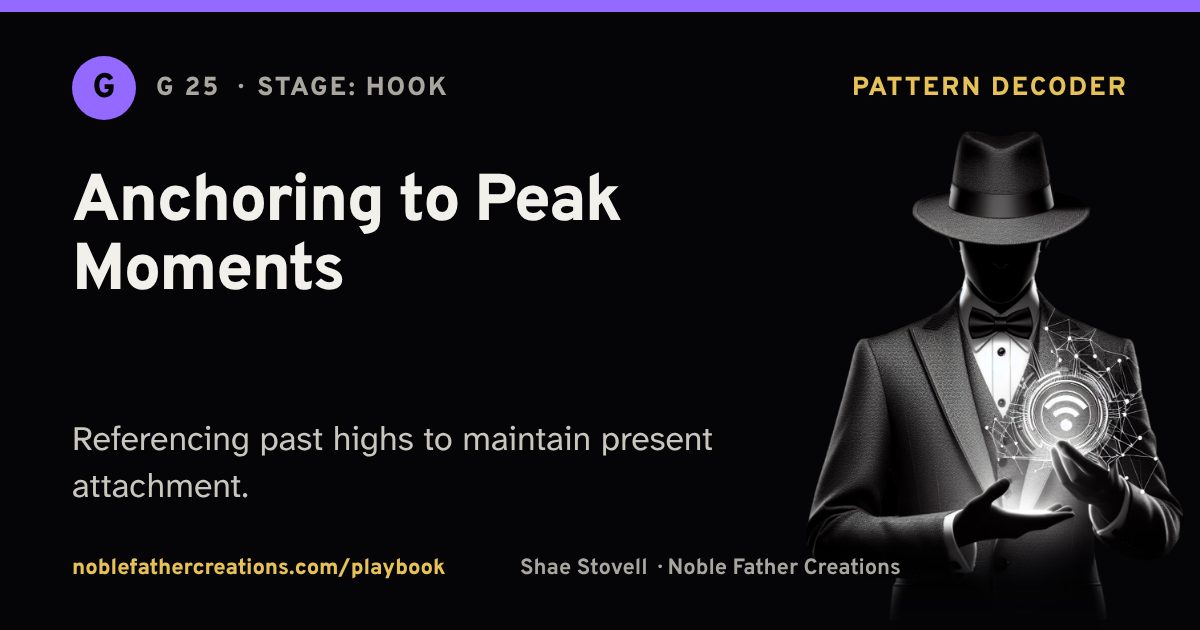 G
G 25 · STAGE: HOOK
PATTERN DECODER
Anchoring to Peak
Moments
Referencing past highs to maintain present
attachment.
noblefathercreations.com/playbook
Shae Stovell · Noble Father Creations